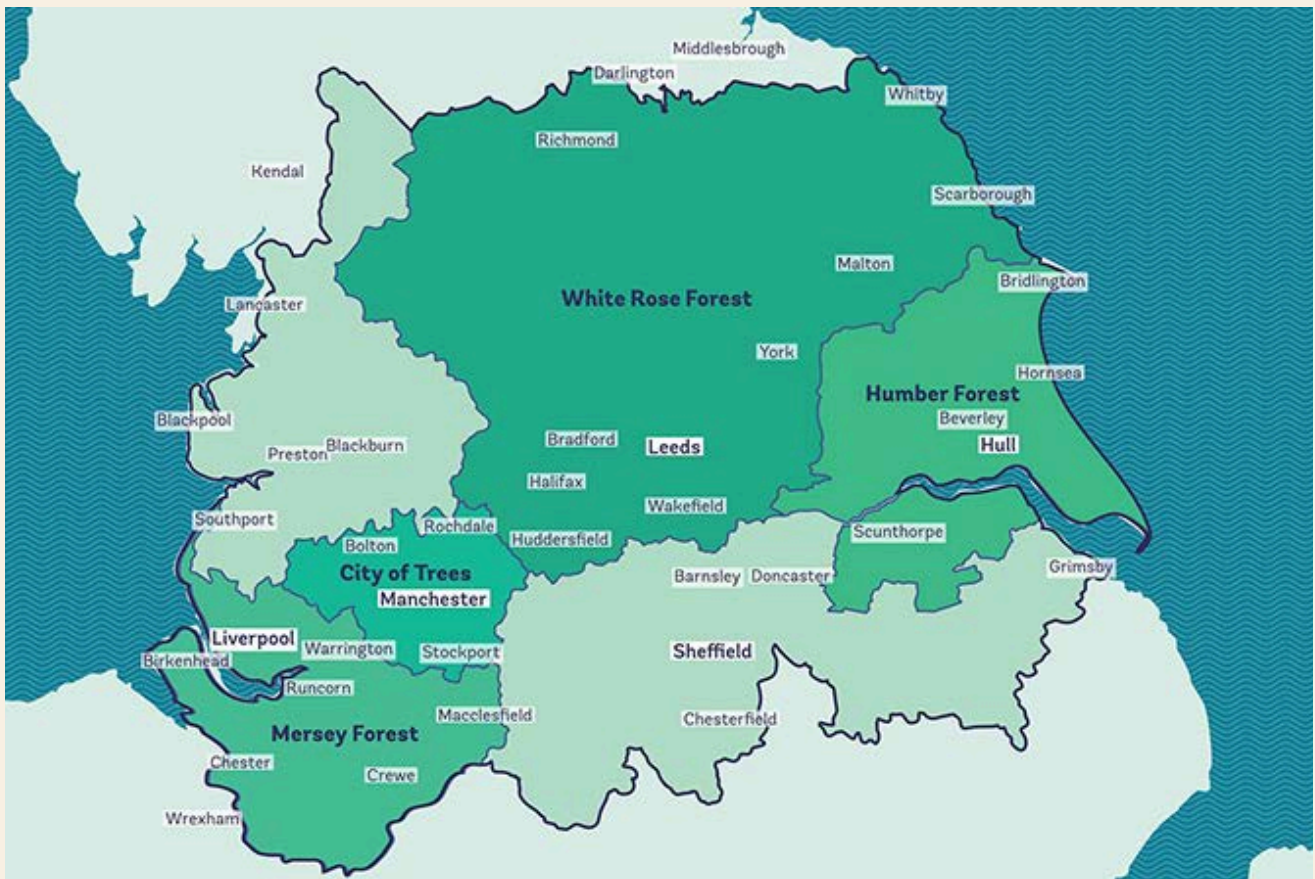 Middlesbrough
Darlington
Whitby
Richmond
Kendal
Scarborough
Malton
Bridlington
White Rose Forest
Lancaster
York
Hornsea
Humber Forest
Blackpool
Beverley
Bradford
Leeds
Hull
Preston
Blackburn
Halifax
Wakefield
Southport
Rochdale
Scunthorpe
Huddersfield
Bolton
City of Trees
Barnsley
Doncaster
Grimsby
Manchester
Liverpool
Warrington
Stockport
Sheffield
Birkenhead
Runcorn
Macclesfield
Chesterfield
Mersey Forest
Chester
Crewe
Wrexham